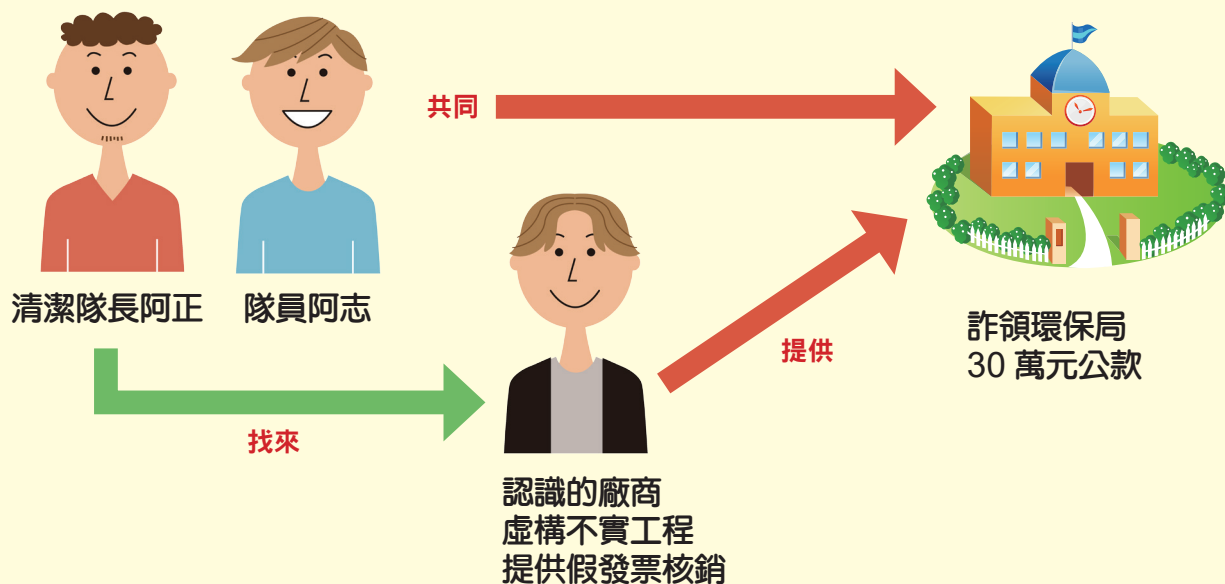 共同
清潔隊長阿正
隊員阿志
找來
提供
詐領環保局
30 萬元公款
認識的廠商
虛構不實工程
提供假發票核銷